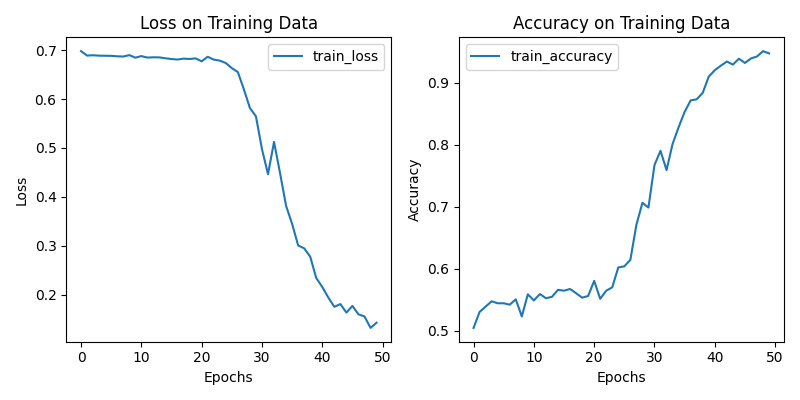 Loss on Training Data
train_loss
0.7
0.6
0.5
0.4
0.3
0.2
Loss
0 10 20 30 40 50
Epochs
Accuracy on Training Data
train_accuracy
0.9
0.8
0.7
0.6
0.5
Accuracy
0 10 20 30 40 50
Epochs